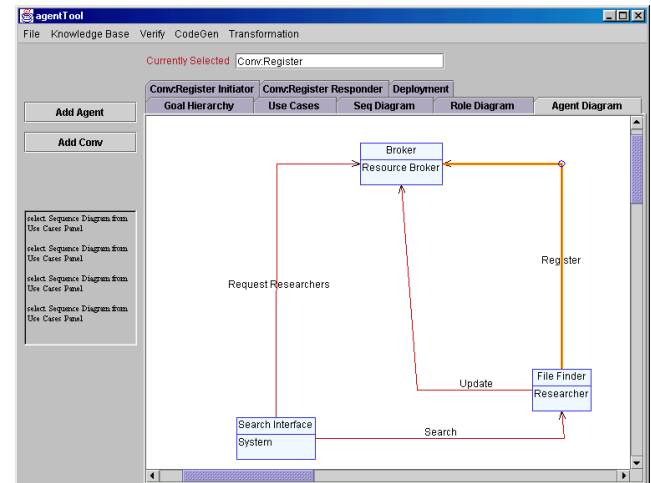 agentTool
File Knowledge Base Verify CodeGen Transformation
Currently Selected Conv:Register
Conv:Register Initiator Conv:Register Responder Deployment
Goal Hierarchy Use Cases Seq Diagram Role Diagram Agent Diagram
Add Agent
Add Conv
select Sequence Diagram from
Use Cases Panel
select Sequence Diagram from
Use Cases Panel
select Sequence Diagram from
Use Cases Panel
select Sequence Diagram from
Use Cases Panel
Broker
Resource Broker
Register
Request Researchers
File Finder
Researcher
Update
Search Interface
System
Search